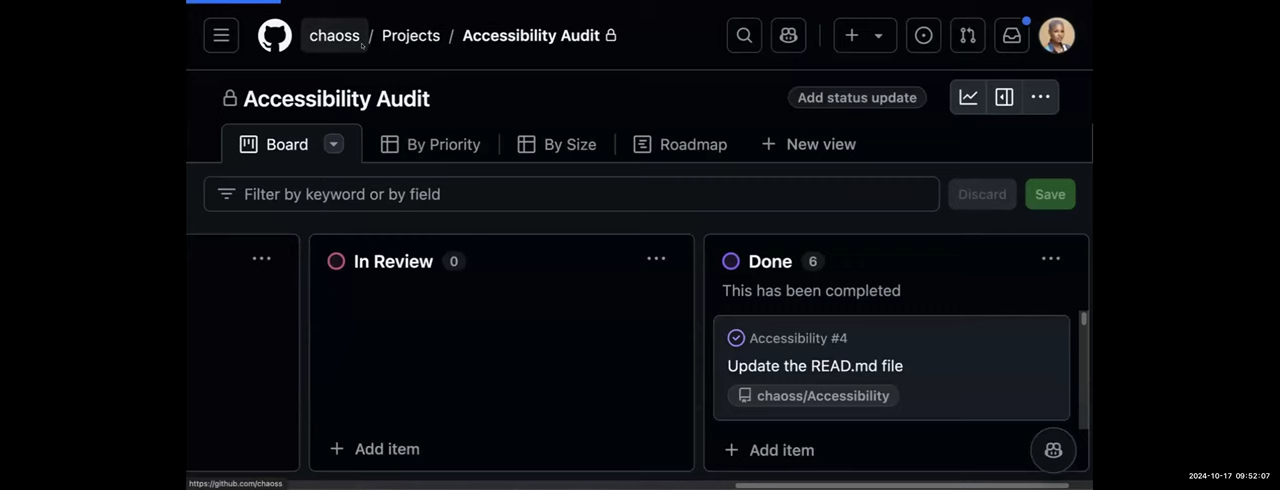 chaoss / Projects / Accessibility Audit
Accessibility Audit
Add status update
Board
By Priority
By Size
Roadmap
New view
Filter by keyword or by field
Discard
Save
In Review 0
Add item
Done 6
This has been completed
Accessibility #4
Update the READ.md file
chaoss/Accessibility
Add item
https://github.com/chaoss
2024-10-17 09:52:07